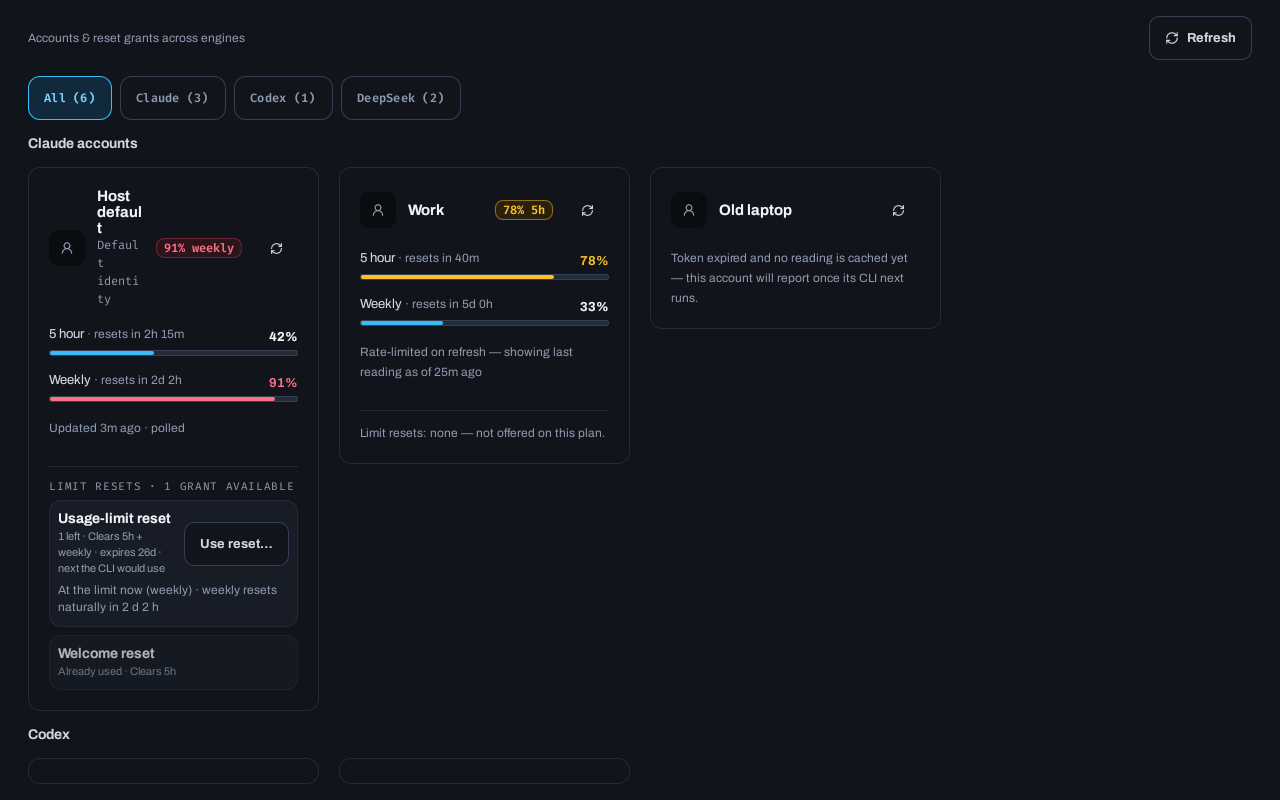 Accounts & reset grants across engines
Refresh
All (6)
Claude (3)
Codex (1)
DeepSeek (2)
Claude accounts
Host
defaul
t
Defaul
t
identi
ty
91% weekly
5 hour · resets in 2h 15m
42%
Weekly · resets in 2d 2h
91%
Updated 3m ago · polled
LIMIT RESETS · 1 GRANT AVAILABLE
Usage-limit reset
1 left · Clears 5h +
weekly · expires 26d ·
next the CLI would use
Use reset...
At the limit now (weekly) · weekly resets
naturally in 2 d 2 h
Welcome reset
Already used · Clears 5h
Work
78% 5h
5 hour · resets in 40m
78%
Weekly · resets in 5d 0h
33%
Rate-limited on refresh — showing last
reading as of 25m ago
Limit resets: none — not offered on this plan.
Old laptop
Token expired and no reading is cached yet
— this account will report once its CLI next
runs.
Codex